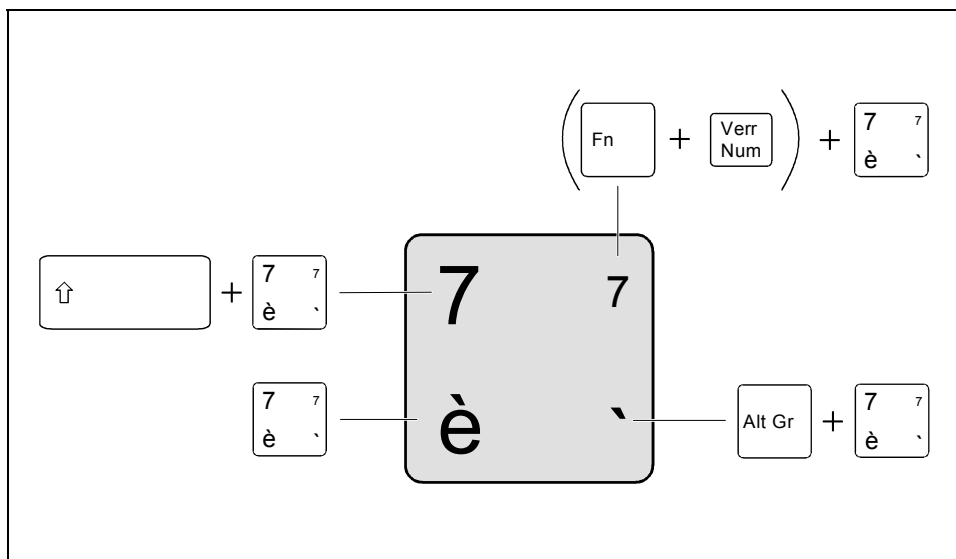 Fn + Verr Num + 7 7 è `
⇧ + 7 7 è `
7 7
è `
7 7 è `
Alt Gr + 7 7 è `